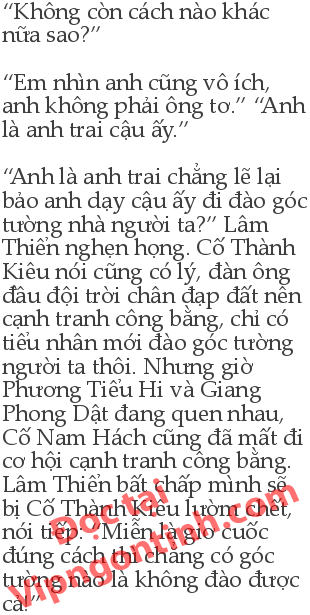 “Không còn cách nào khác
nữa sao?”
“Em nhìn anh cũng vô ích,
anh không phải ông tơ.” “Anh
là anh trai cậu ấy.”
“Anh là anh trai chẳng lẽ lại
bảo anh dạy cậu ấy đi đào góc
tường nhà người ta?” Lâm
Thiển nghẹn họng. Cố Thành
Kiêu nói cũng có lý, đàn ông
đầu đội trời chân đạp đất nên
cạnh tranh công bằng, chỉ có
tiểu nhân mới đào góc tường
người ta thôi. Nhưng giờ
Phương Tiểu Hi và Giang
Phong Dật đang quen nhau,
Cố Nam Hách cũng đã mất đi
cơ hội cạnh tranh công bằng.
Lâm Thiển bất chấp mình sẽ
bị Cố Thành Kiêu lườm chết,
nói tiếp: “Miễn là giơ cuốc
đúng cách thì chẳng có góc
tường nào là không đào được
cả!”
Đọc tại
Vipngontinh.com